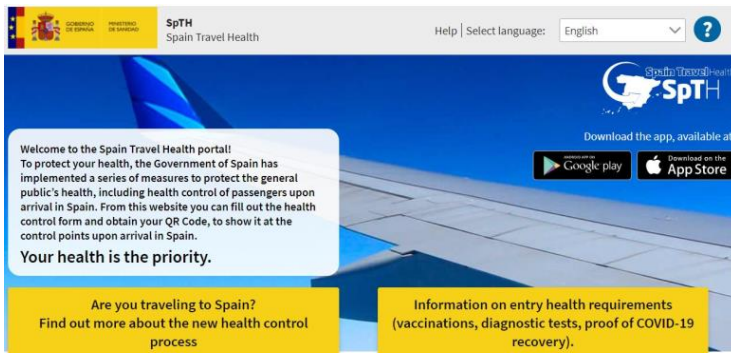 GOBIERNO DE ESPAÑA
MINISTERIO DE SANIDAD
SpTH
Spain Travel Health
Help | Select language:
English
?
Spain TravelHealth
SpTH
Download the app, available at
Welcome to the Spain Travel Health portal!
To protect your health, the Government of Spain has
implemented a series of measures to protect the general
public's health, including health control of passengers upon
arrival in Spain. From this website you can fill out the health
control form and obtain your QR Code, to show it at the
control points upon arrival in Spain.
Your health is the priority.
ANDROID APP ON
Google play
Download on the
App Store
Are you traveling to Spain?
Find out more about the new health control
process
Information on entry health requirements
(vaccinations, diagnostic tests, proof of COVID-19
recovery).